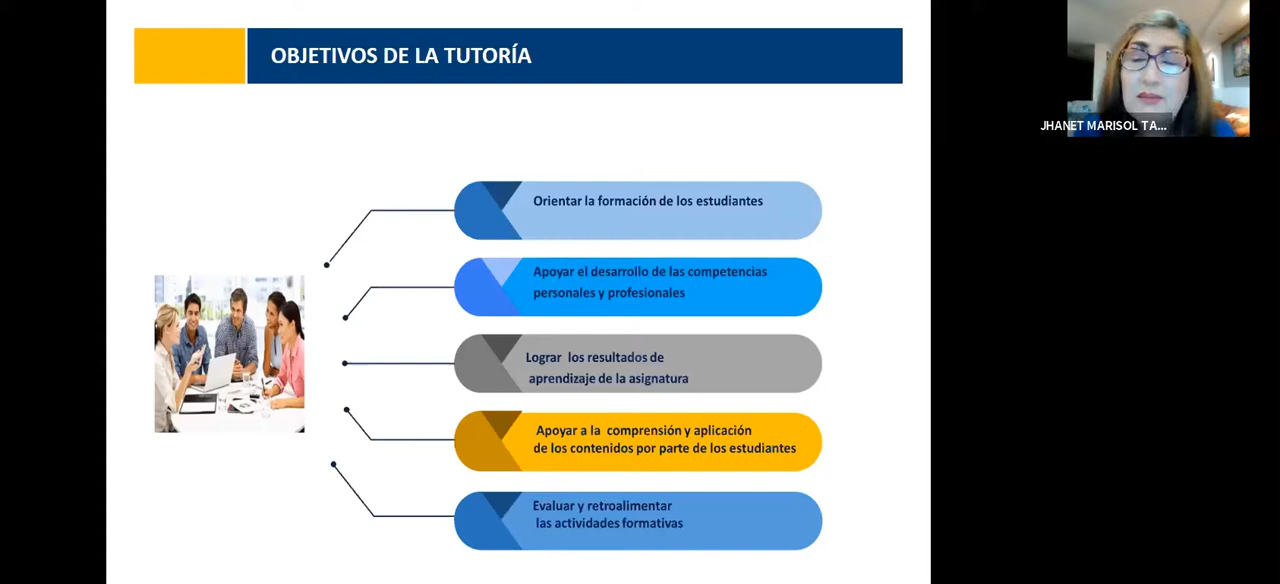 OBJETIVOS DE LA TUTORÍA
JHANET MARISOL TA...
Orientar la formación de los estudiantes
Apoyar el desarrollo de las competencias
personales y profesionales
Lograr los resultados de
aprendizaje de la asignatura
Apoyar a la comprensión y aplicación
de los contenidos por parte de los estudiantes
Evaluar y retroalimentar
las actividades formativas